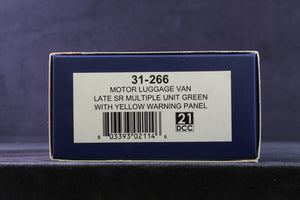 31-266
MOTOR LUGGAGE VAN
LATE SR MULTIPLE UNIT GREEN
WITH YELLOW WARNING PANEL
8 03393 02114 6
21
DCC